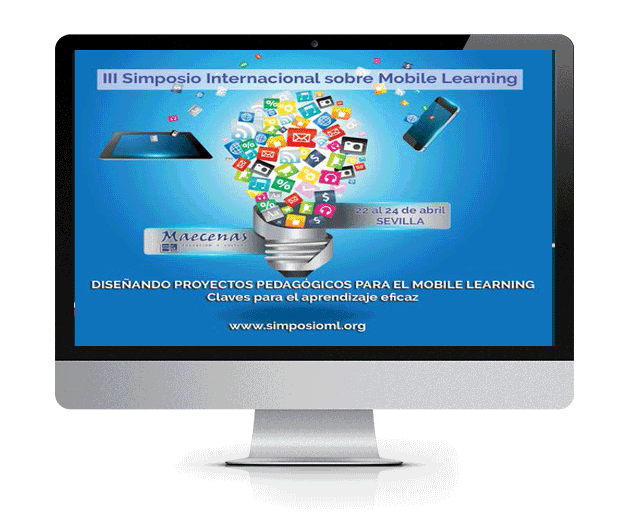 III Simposio Internacional sobre Mobile Learning
22 al 24 de abril
SEVILLA
Maecenas
DISEÑANDO PROYECTOS PEDAGÓGICOS PARA EL MOBILE LEARNING
Claves para el aprendizaje eficaz
www.simposioml.org